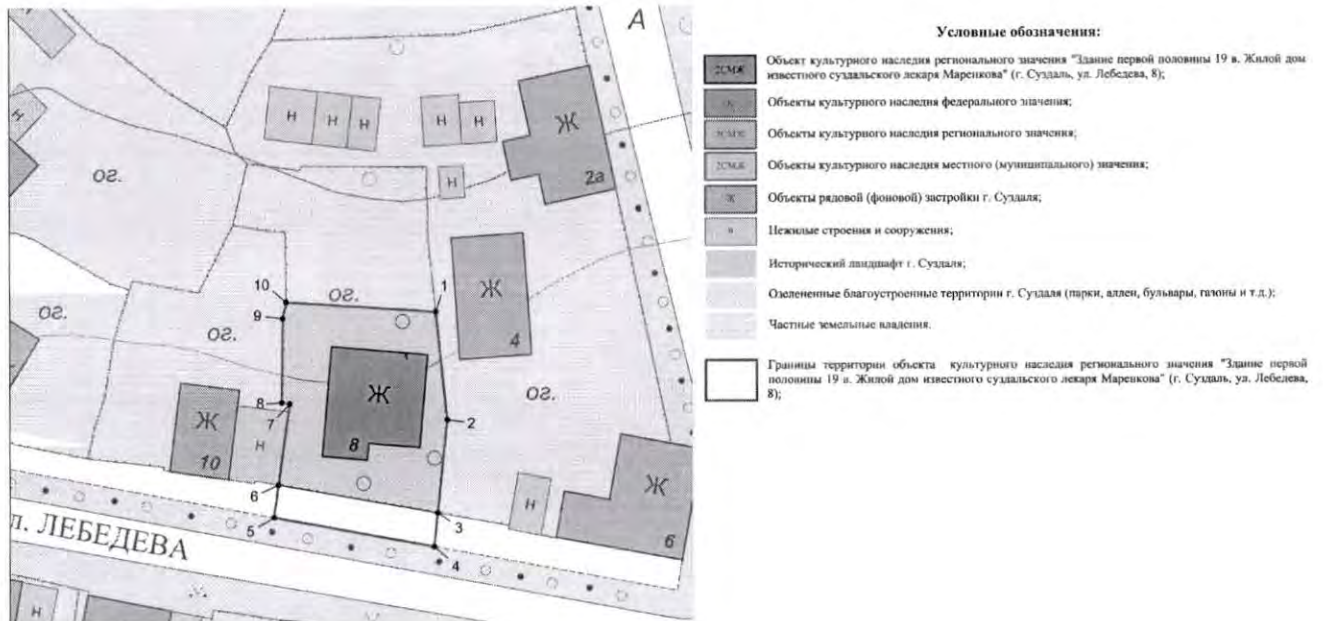 А
Условные обозначения:
2СМЖ
Объект культурного наследия регионального значения "Здание первой половины 19 в. Жилой дом
известного суздальского лекаря Маренкова" (г. Суздаль, ул. Лебедева, 8);
Объекты культурного наследия федерального значения;
Объекты культурного наследия регионального значения;
2СМЖ
Объекты культурного наследия местного (муниципального) значения;
Ж
Объекты рядовой (фоновой) застройки г. Суздаля;
Н
Нежилые строения и сооружения;
Исторический ландшафт г. Суздаля;
Озелененные благоустроенные территории г. Суздаля (парки, аллеи, бульвары, газоны и т.д.);
Частные земельные владения.
Границы территории объекта культурного наследия регионального значения "Здание первой
половины 19 в. Жилой дом известного суздальского лекаря Маренкова" (г. Суздаль, ул. Лебедева,
8);
н н н н н Ж
н
ог.
н
2а
10 ог. 1
Ж
9
ог.
ог.
4
Ж
ог.
8
7
2
Ж
н
8
10
Ж
6
н
3
5
6
л. ЛЕБЕДЕВА
4
н